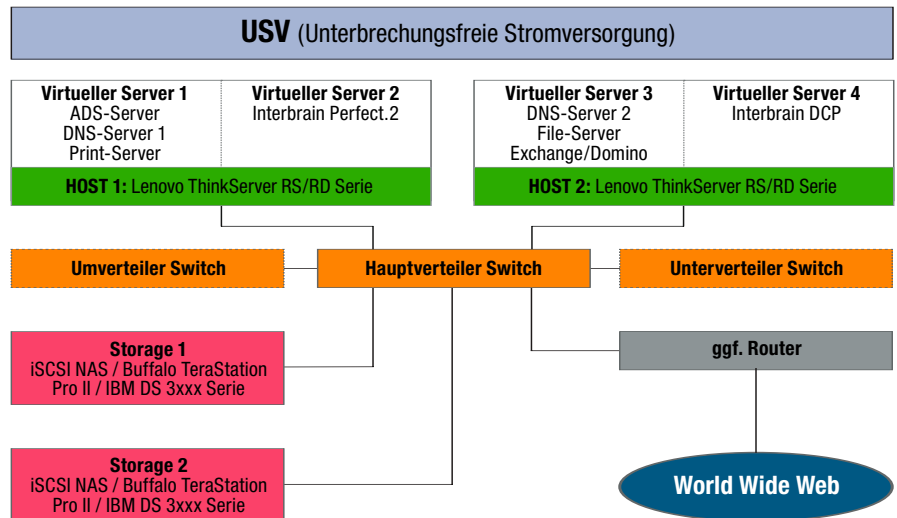 USV (Unterbrechungsfreie Stromversorgung)
Virtueller Server 1
ADS-Server
DNS-Server 1
Print-Server
Virtueller Server 2
Interbrain Perfect.2
HOST 1: Lenovo ThinkServer RS/RD Serie
Virtueller Server 3
DNS-Server 2
File-Server
Exchange/Domino
Virtueller Server 4
Interbrain DCP
HOST 2: Lenovo ThinkServer RS/RD Serie
Umverteiler Switch
Hauptverteiler Switch
Unterverteiler Switch
Storage 1
iSCSI NAS / Buffalo TeraStation
Pro II / IBM DS 3xxx Serie
ggf. Router
Storage 2
iSCSI NAS / Buffalo TeraStation
Pro II / IBM DS 3xxx Serie
World Wide Web